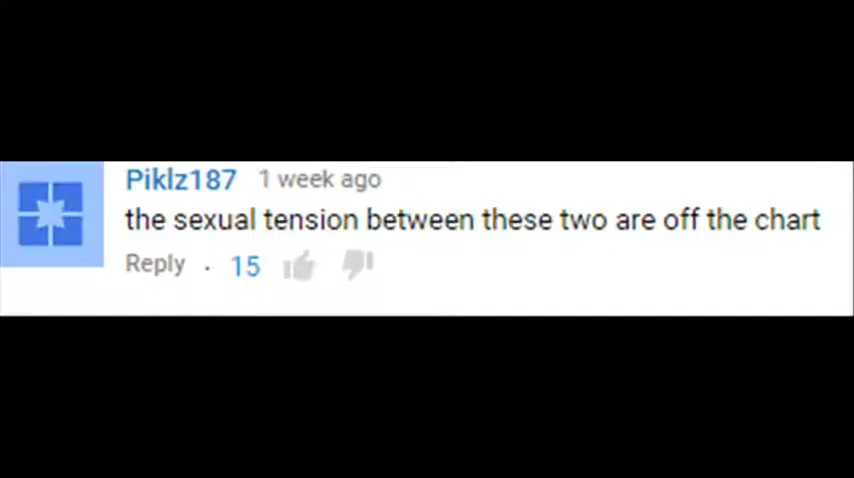 Piklz187 1 week ago
the sexual tension between these two are off the chart
Reply · 15